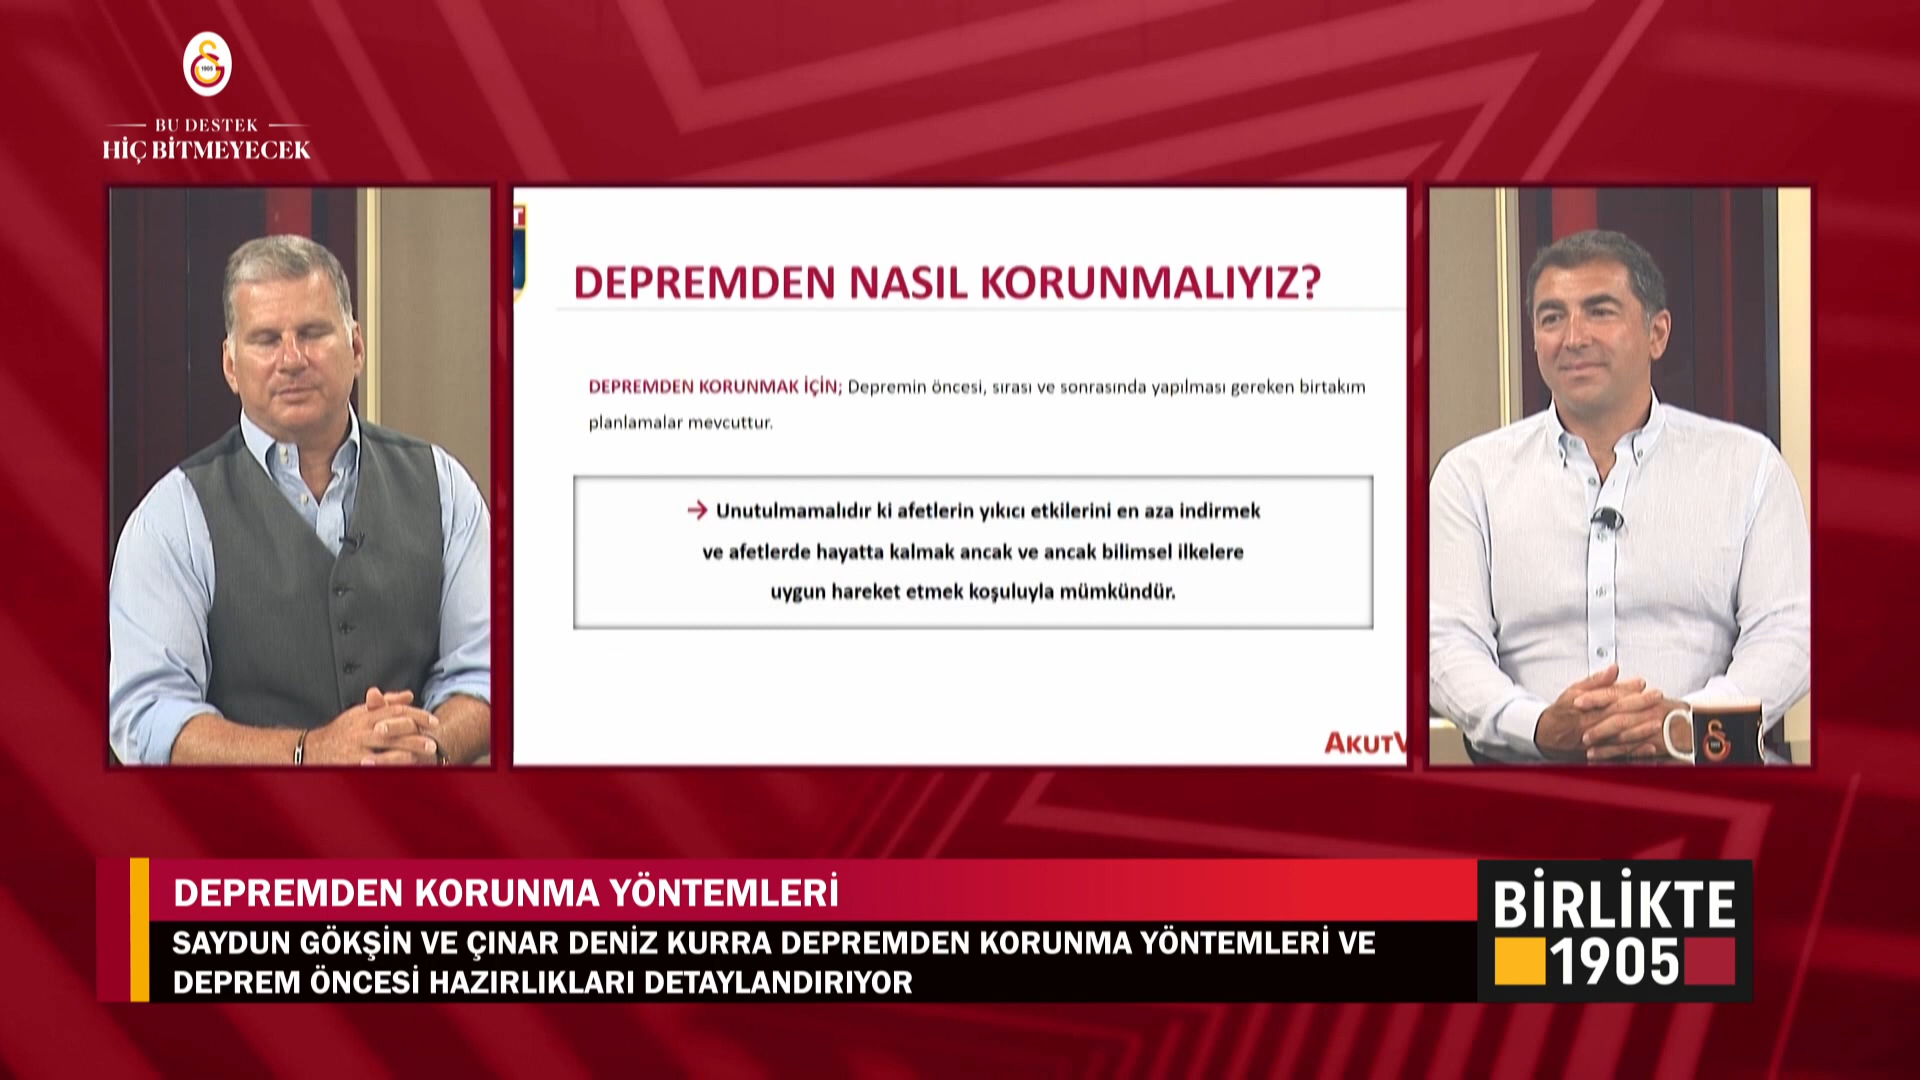 1905
BU DESTEK
HİÇ BİTMEYECEK
T
DEPREMDEN NASIL KORUNMALIYIZ?
DEPREMDEN KORUNMAK İÇİN; Depremin öncesi, sırası ve sonrasında yapılması gereken birtakım
planlamalar mevcuttur.
→ Unutulmamalıdır ki afetlerin yıkıcı etkilerini en aza indirmek
ve afetlerde hayatta kalmak ancak ve ancak bilimsel ilkelere
uygun hareket etmek koşuluyla mümkündür.
AKUTV
DEPREMDEN KORUNMA YÖNTEMLERİ
SAYDUN GÖKŞİN VE ÇINAR DENİZ KURRA DEPREMDEN KORUNMA YÖNTEMLERİ VE
DEPREM ÖNCESİ HAZIRLIKLARI DETAYLANDIRIYOR
BİRLİKTE
1905